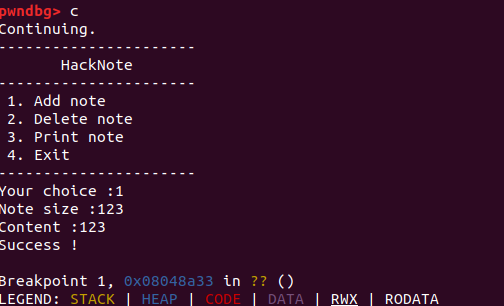 pwndbg> c
Continuing.
----------------------
       HackNote
----------------------
 1. Add note
 2. Delete note
 3. Print note
 4. Exit
----------------------
Your choice :1
Note size :123
Content :123
Success !

Breakpoint 1, 0x08048a33 in ?? ()
LEGEND: STACK | HEAP | CODE | DATA | RWX | RODATA